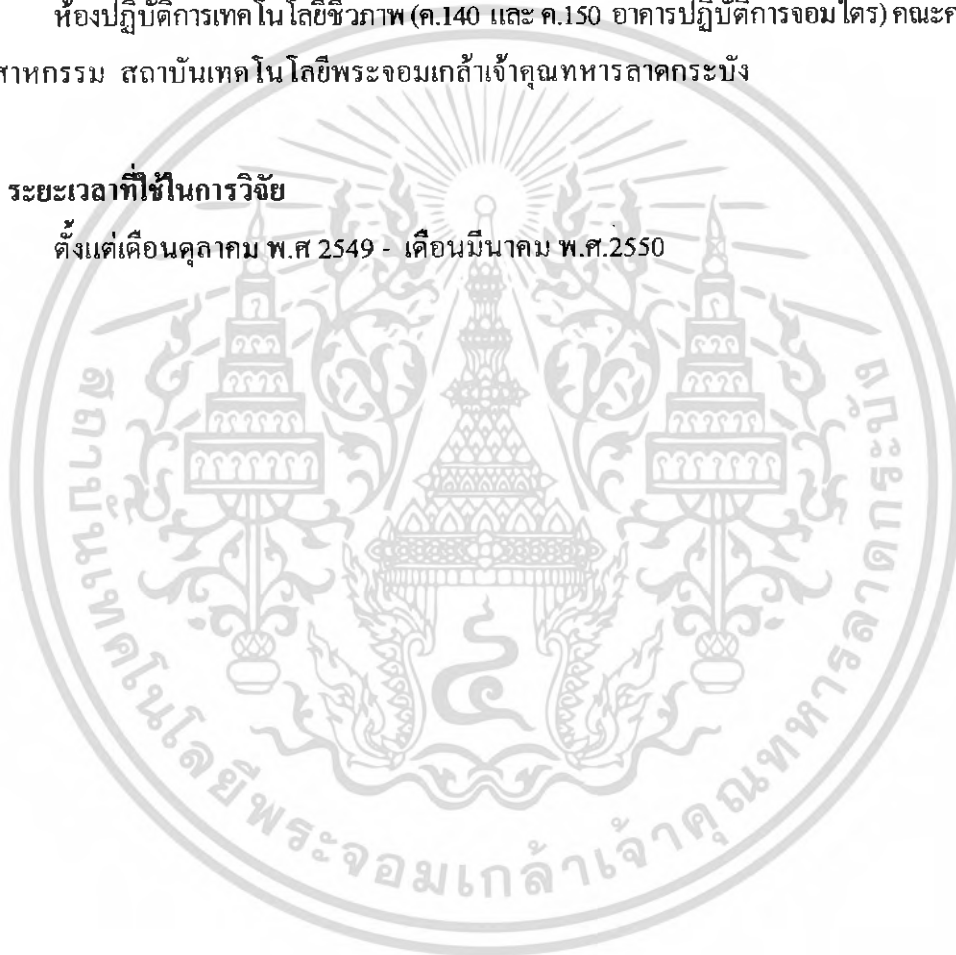 ห้องปฏิบัติการเทคโนโลยีชีวภาพ (ค.140 และ ค.150 อาคารปฏิบัติการจอมไตร) คณะค
สาหกรรม สถาบันเทคโนโลยีพระจอมเกล้าเจ้าคุณทหารลาดกระบัง
ระยะเวลาที่ใช้ในการวิจัย
ตั้งแต่เดือนตุลาคม พ.ศ 2549 - เดือนมีนาคม พ.ศ.2550
สถาบันเทคโนโลยีพระจอมเกล้าเจ้าคุณทหารลาดกระบัง